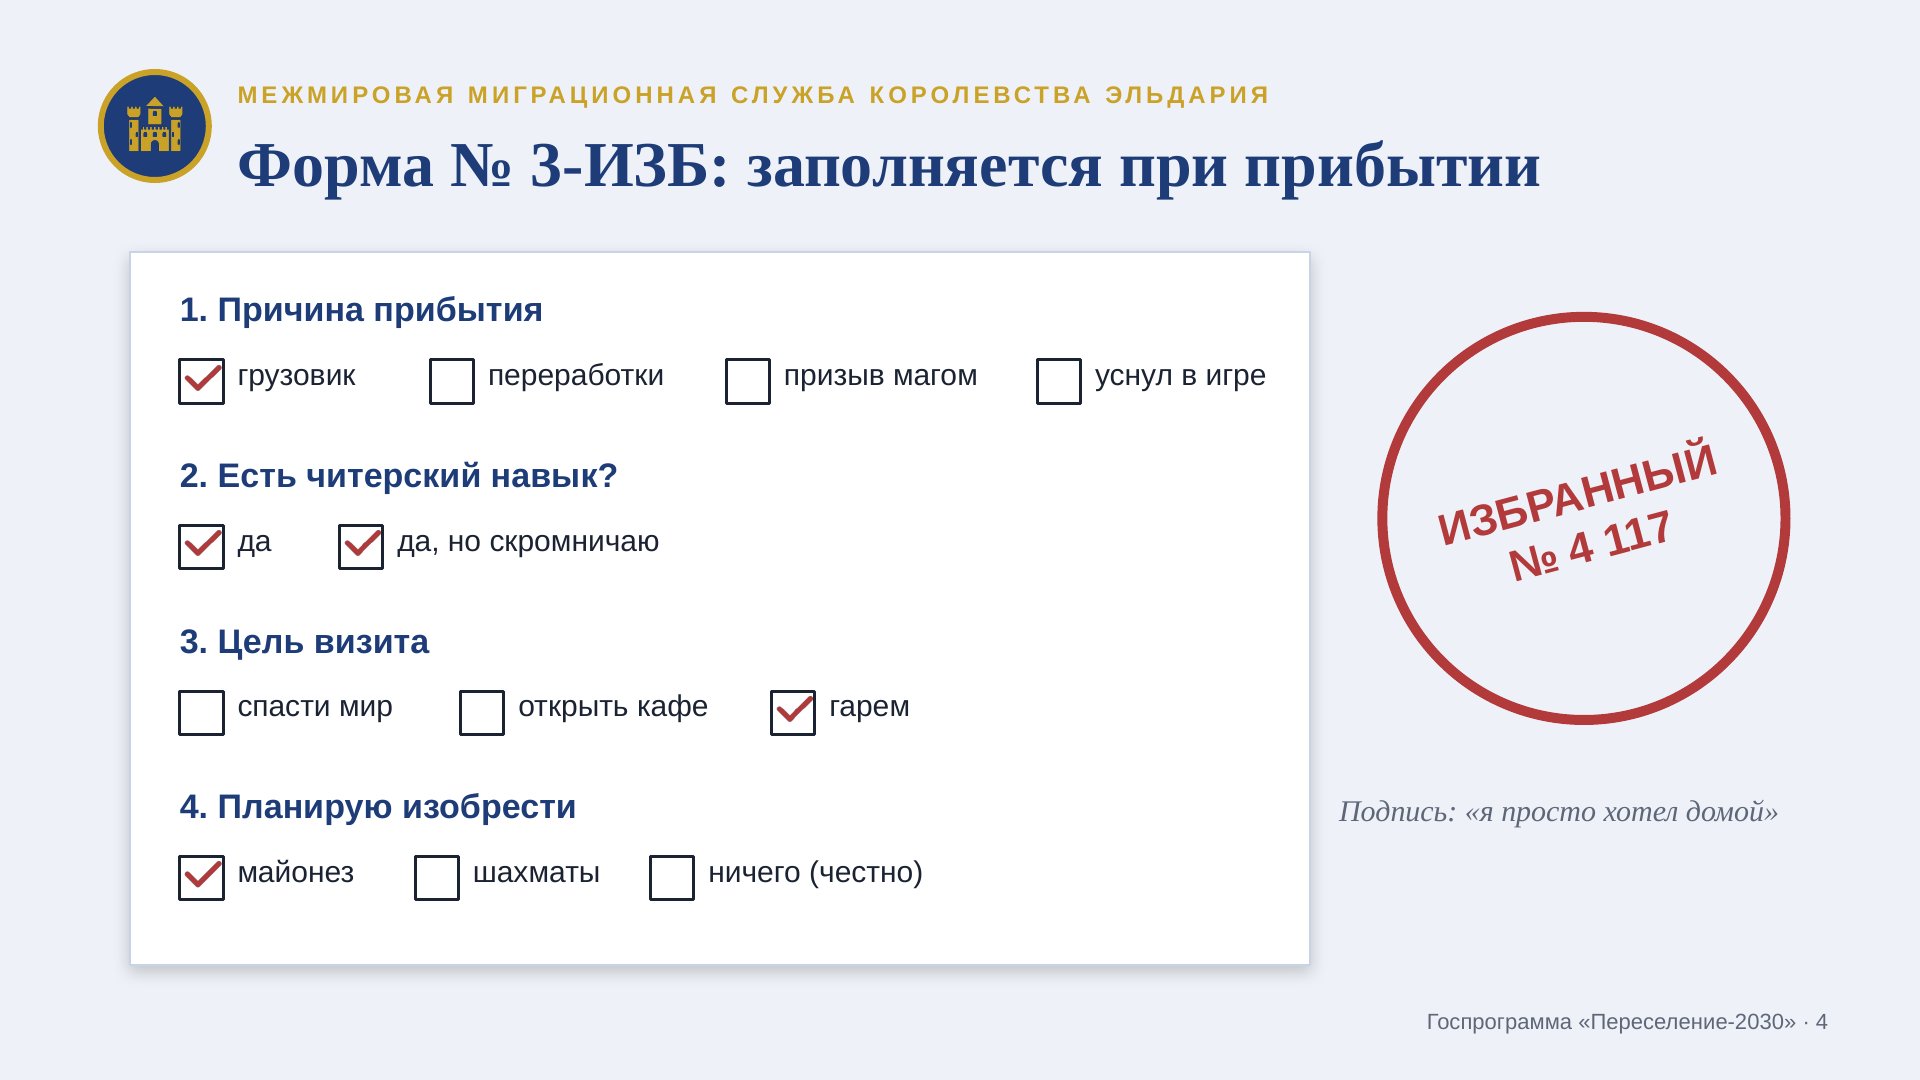 МЕЖМИРОВАЯ МИГРАЦИОННАЯ СЛУЖБА КОРОЛЕВСТВА ЭЛЬДАРИЯ
Форма № 3-ИЗБ: заполняется при прибытии
1. Причина прибытия
грузовик переработки призыв магом уснул в игре
2. Есть читерский навык?
да да, но скромничаю
3. Цель визита
спасти мир открыть кафе гарем
4. Планирую изобрести
майонез шахматы ничего (честно)
ИЗБРАННЫЙ
№ 4 117
Подпись: «я просто хотел домой»
Госпрограмма «Переселение-2030» · 4